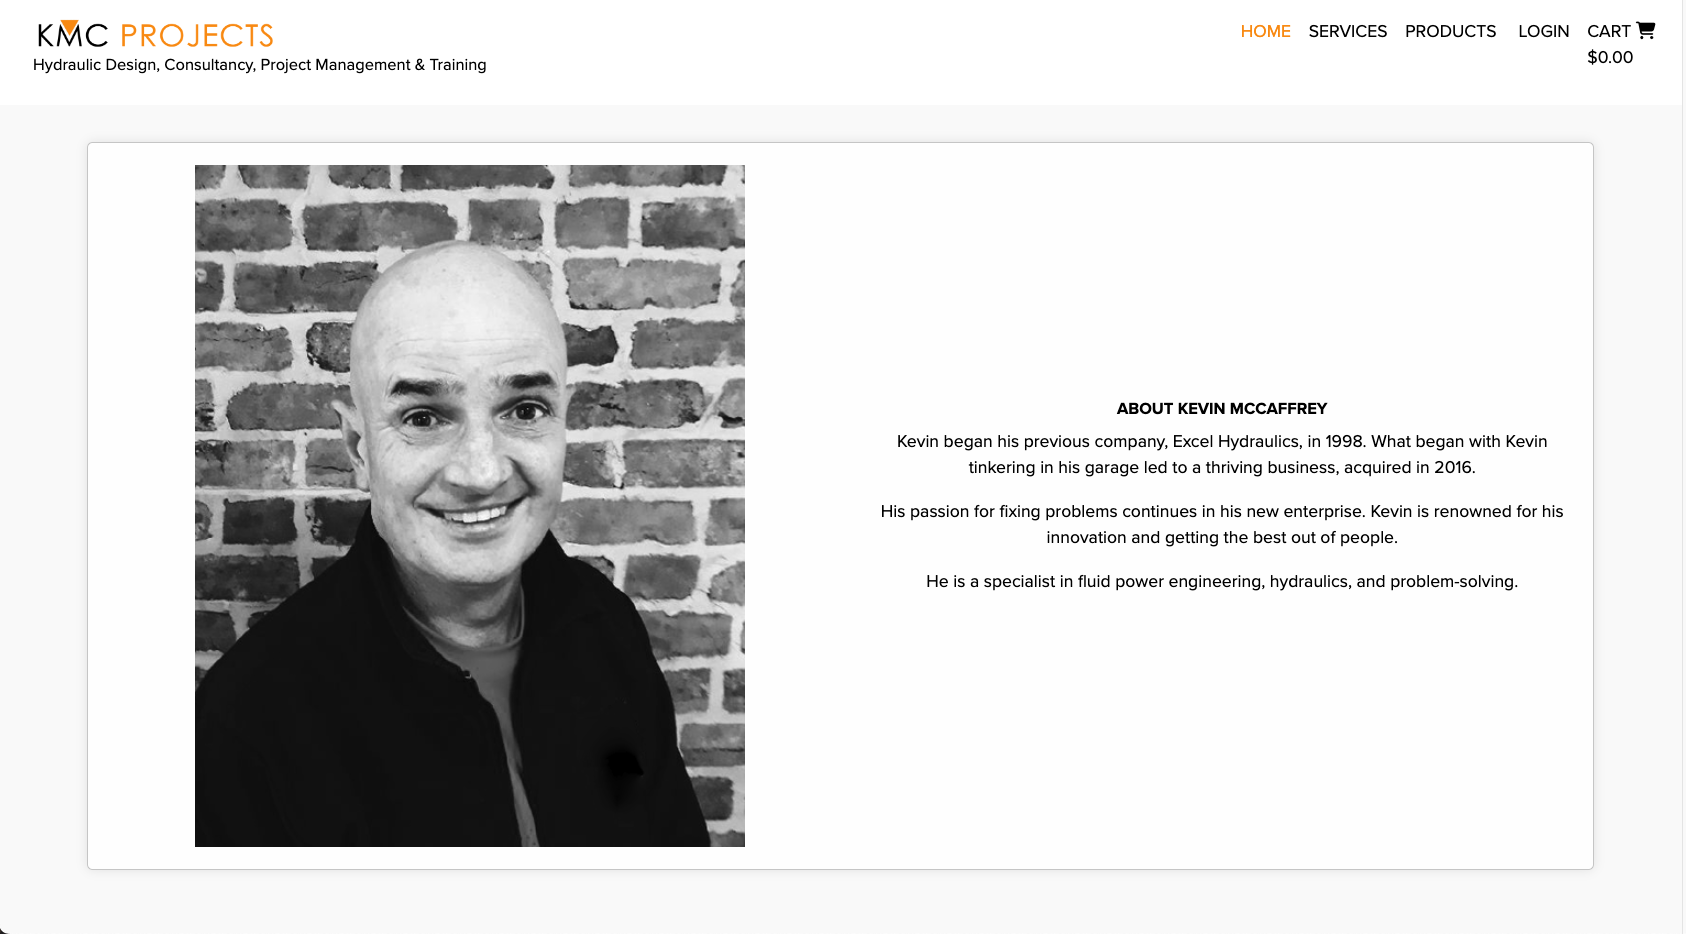 KMC PROJECTS
Hydraulic Design, Consultancy, Project Management & Training
HOME SERVICES PRODUCTS LOGIN CART
$0.00
ABOUT KEVIN MCCAFFREY
Kevin began his previous company, Excel Hydraulics, in 1998. What began with Kevin
tinkering in his garage led to a thriving business, acquired in 2016.
His passion for fixing problems continues in his new enterprise. Kevin is renowned for his
innovation and getting the best out of people.
He is a specialist in fluid power engineering, hydraulics, and problem-solving.